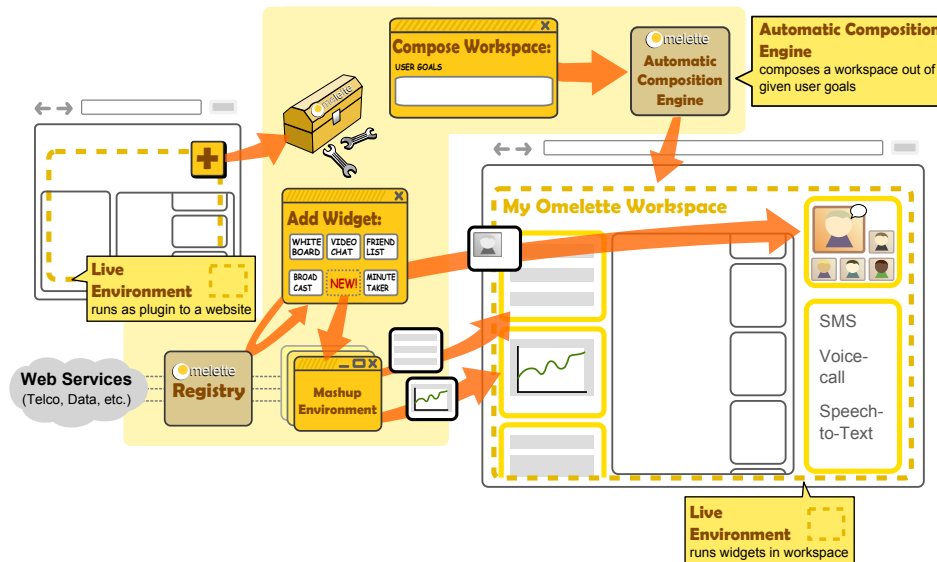 Compose Workspace:
USER GOALS
omelette
Automatic
Composition
Engine
Automatic Composition
Engine
composes a workspace out of
given user goals
omelette
My Omelette Workspace
Add Widget:
WHITE
BOARD
VIDEO
CHAT
FRIEND
LIST
BROAD
CAST
NEW!
MINUTE
TAKER
Live
Environment
runs as plugin to a website
SMS
Voice-
call
Speech-
to-Text
Web Services
(Telco, Data, etc.)
omelette
Registry
Mashup
Environment
Live
Environment
runs widgets in workspace